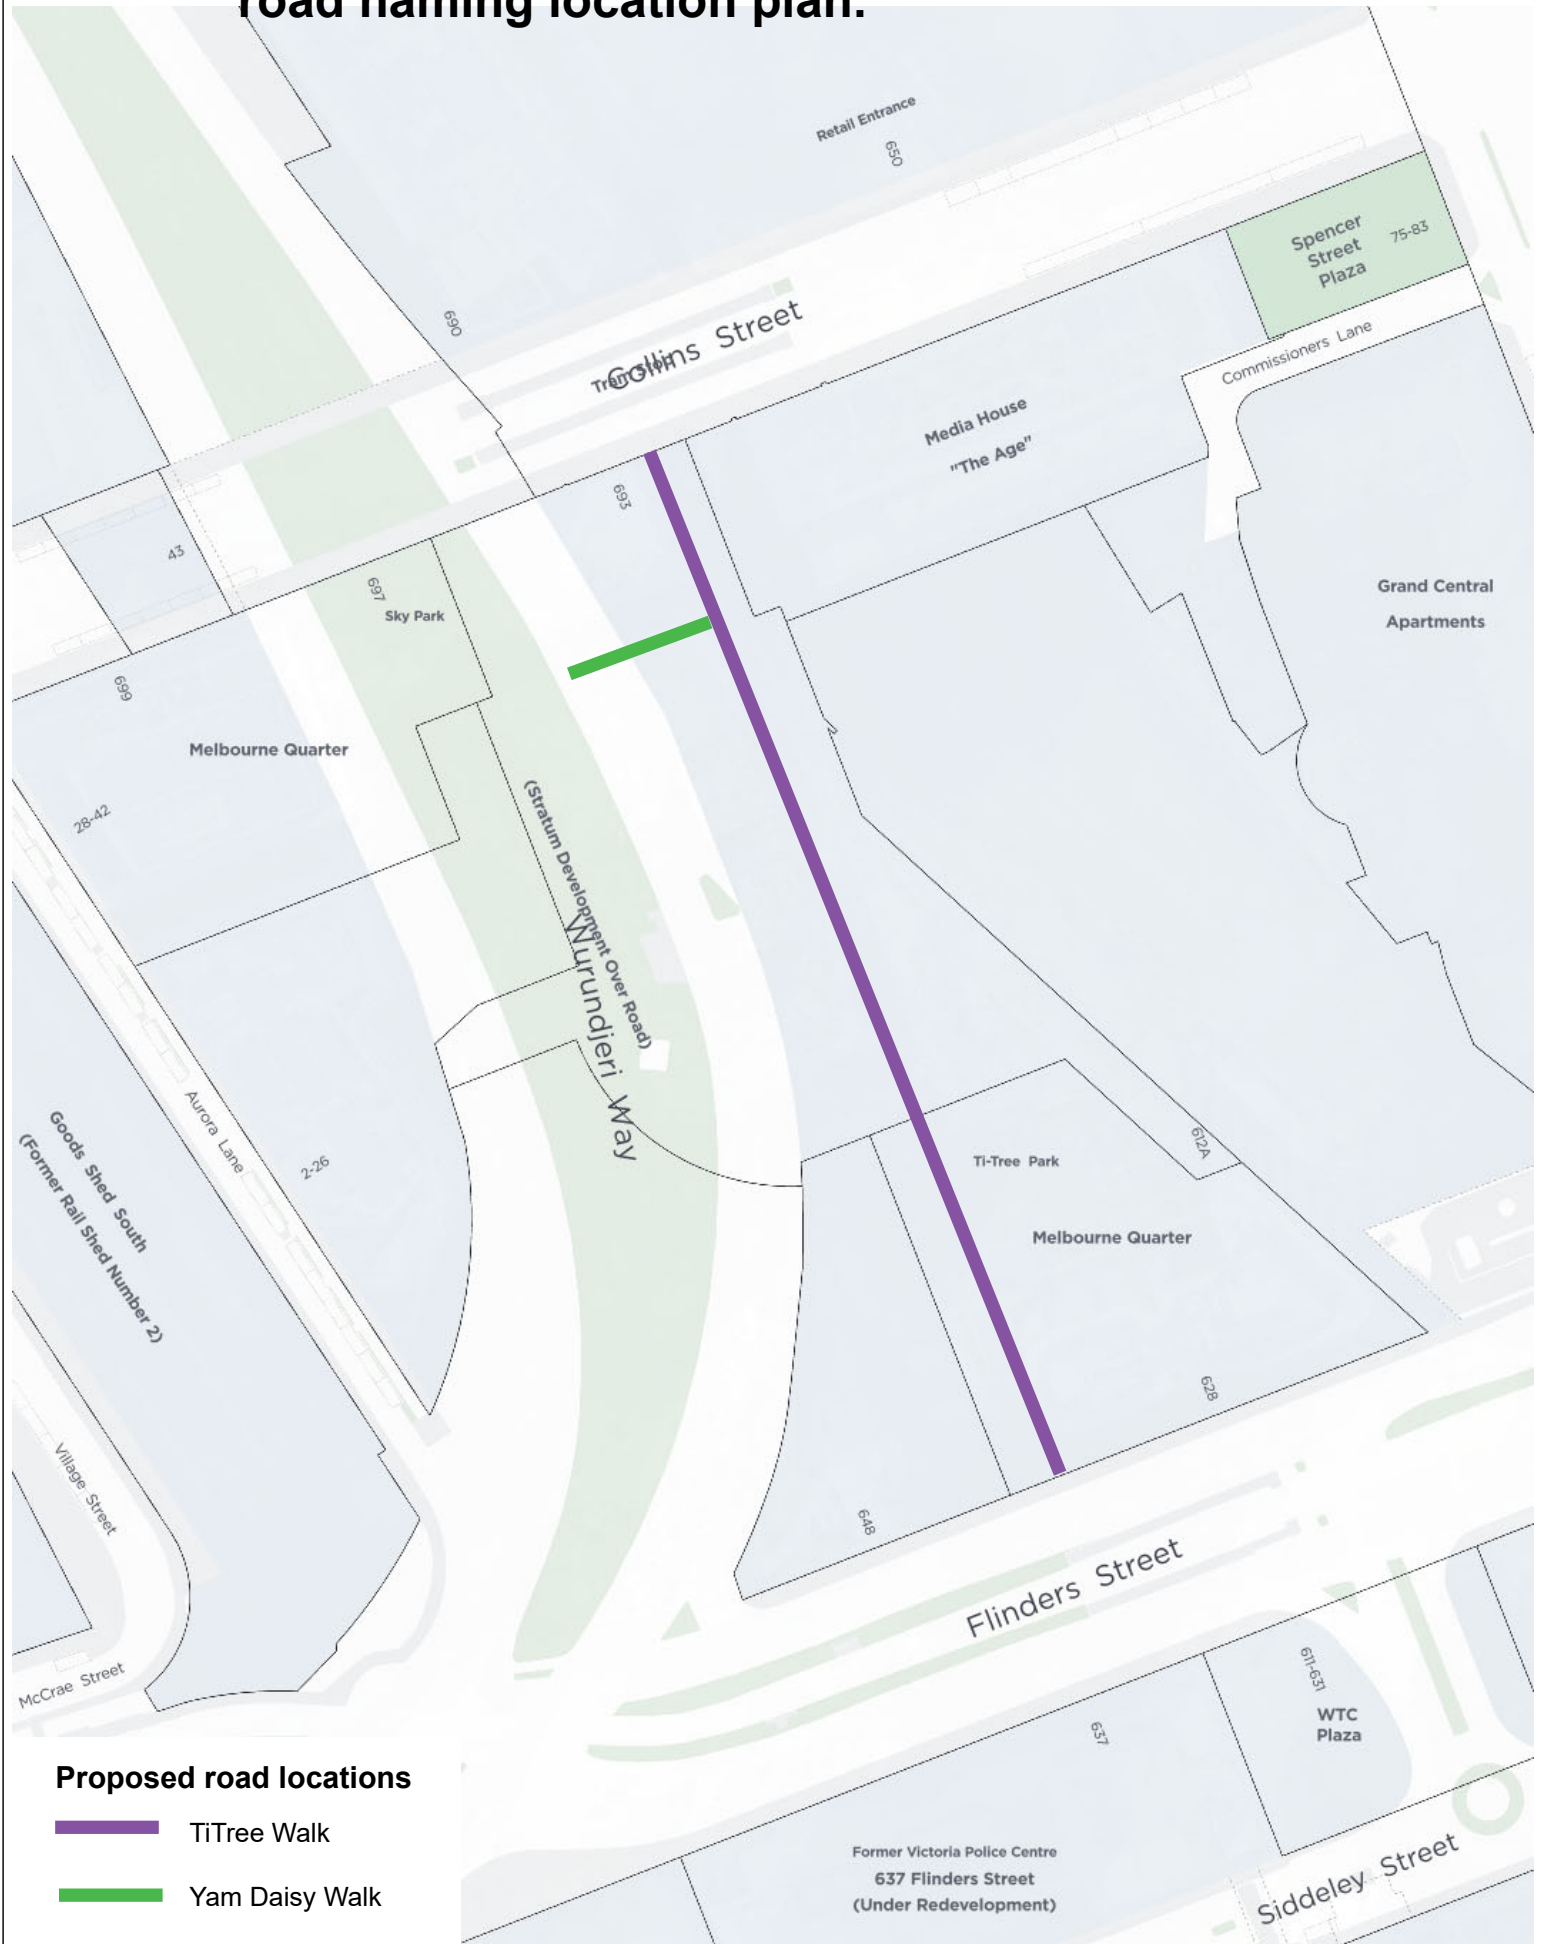 road naming location plan.
Retail Entrance
650
Spencer
Street
Plaza
75-83
Commissioners Lane
690
Collins Street
Tram Stop
Media House
"The Age"
693
43
697
Sky Park
Grand Central
Apartments
699
Melbourne Quarter
28-42
(Stratum Development Over Road)
Wurundjeri Way
Aurora Lane
2-26
Goods Shed South
(Former Rail Shed Number 2)
612A
Ti-Tree Park
Melbourne Quarter
628
Village Street
648
Flinders Street
McCrae Street
611-631
WTC
Plaza
637
Former Victoria Police Centre
637 Flinders Street
(Under Redevelopment)
Siddeley Street
Proposed road locations
TiTree Walk
Yam Daisy Walk